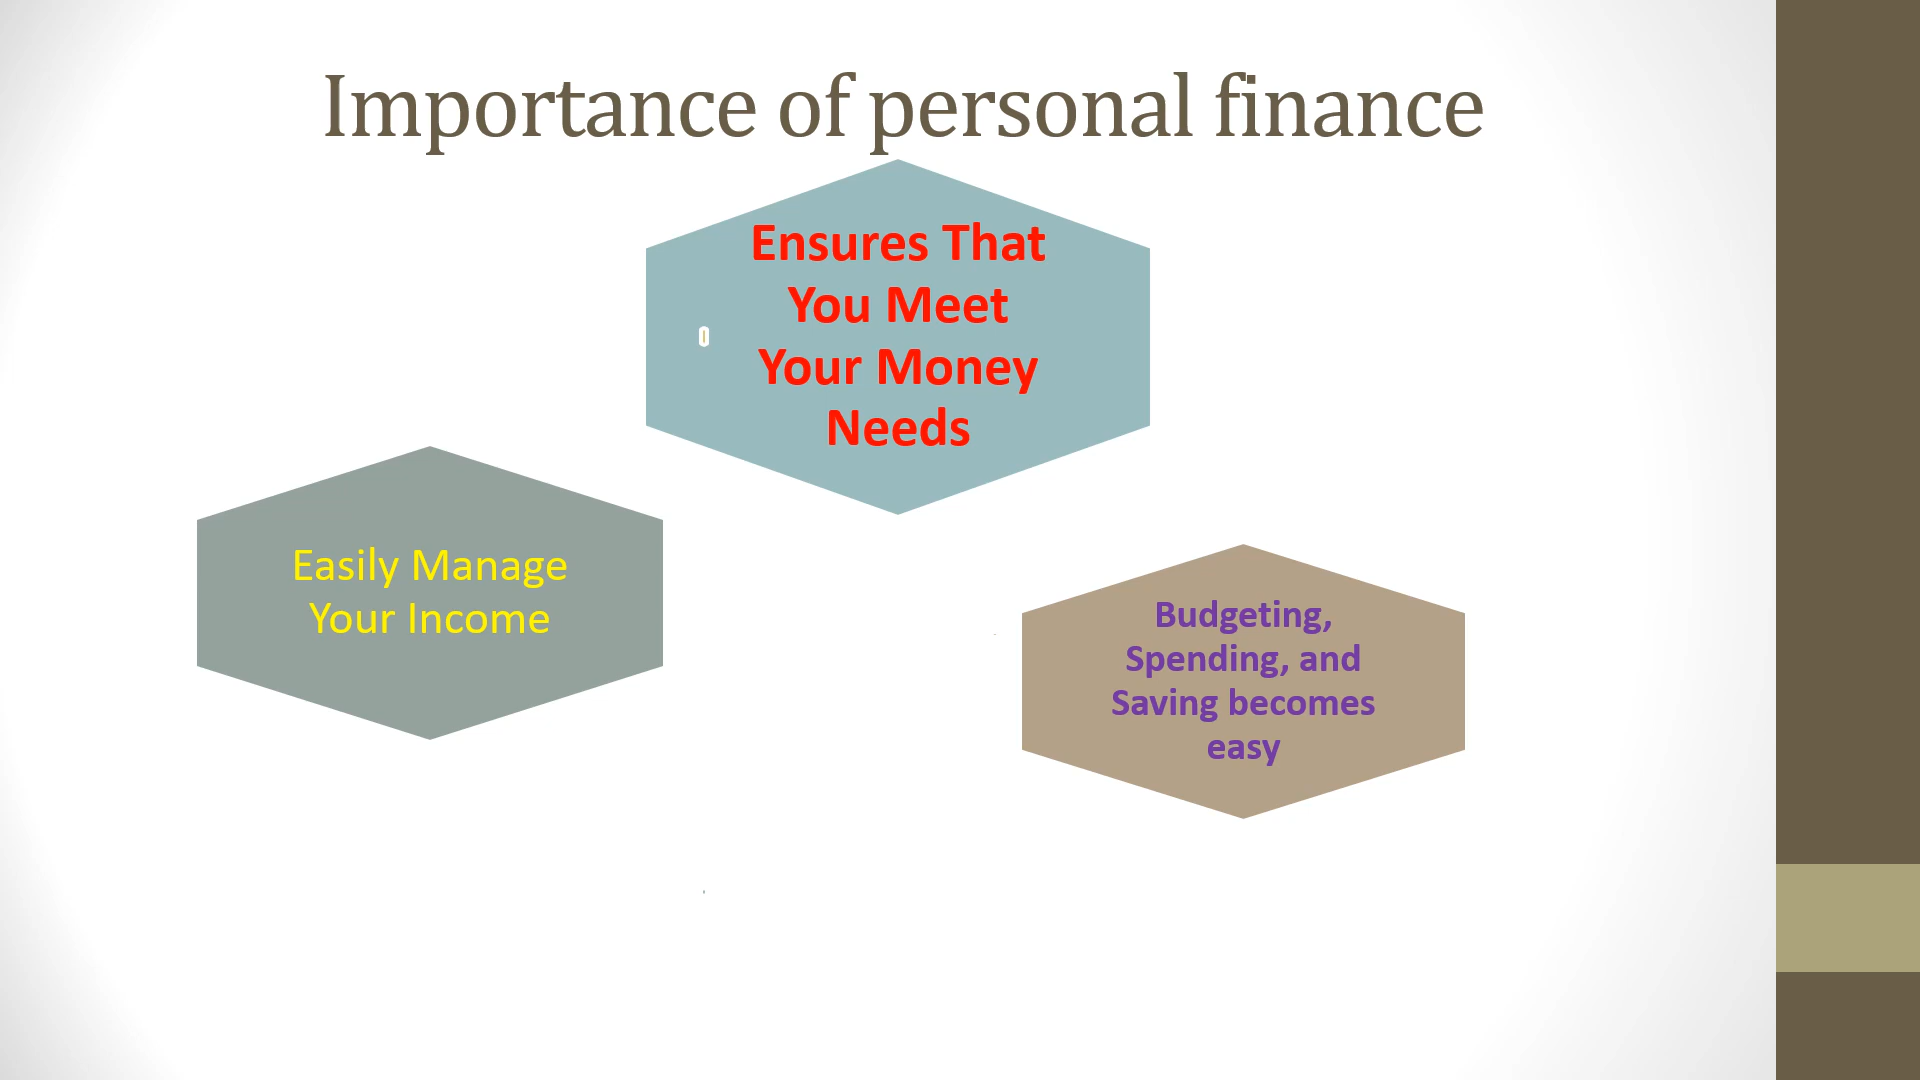 Importance of personal finance
Ensures That
You Meet
Your Money
Needs
Easily Manage
Your Income
Budgeting,
Spending, and
Saving becomes
easy